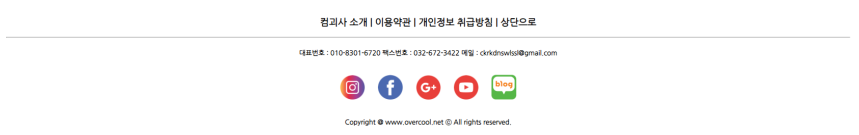 컴괴사 소개 | 이용약관 | 개인정보 취급방침 | 상단으로
대표번호 : 010-8301-6720 팩스번호 : 032-672-3422 메일 : ckrkdnswlssl@gmail.com
f G+ blog
Copyright @ www.overcool.net ⓒ All rights reserved.